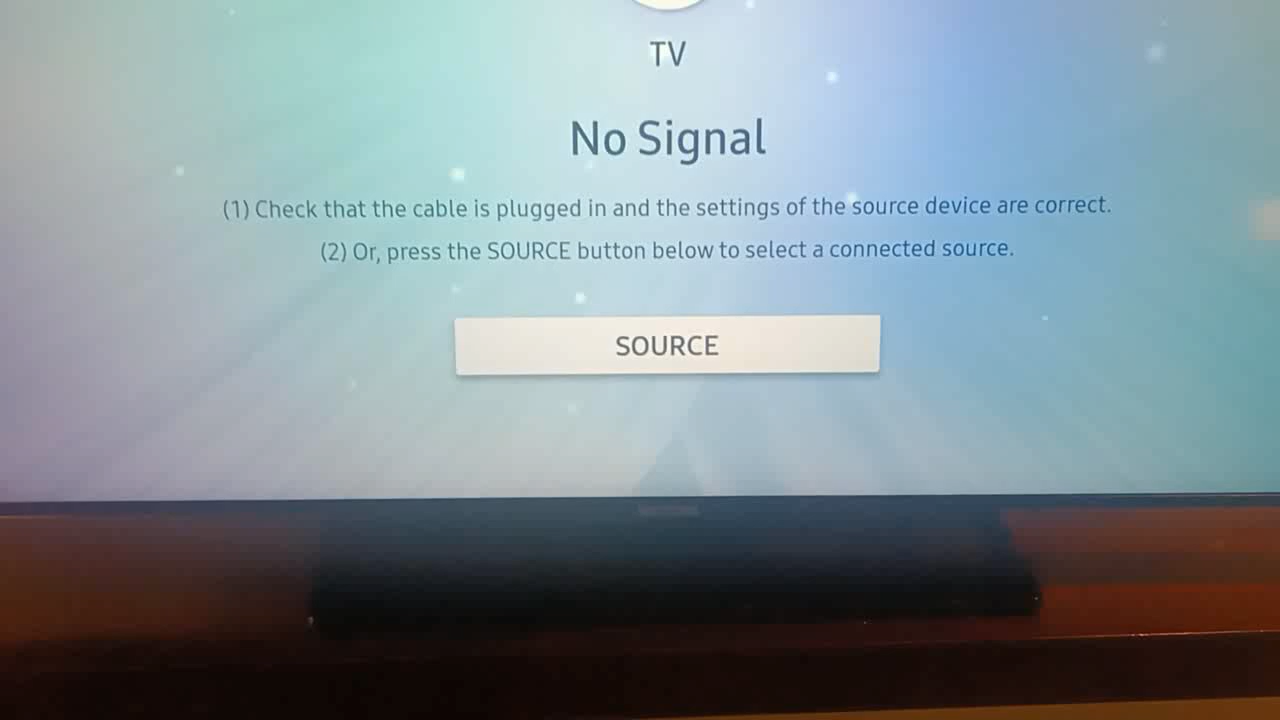 TV
No Signal
(1) Check that the cable is plugged in and the settings of the source device are correct.
(2) Or, press the SOURCE button below to select a connected source.
SOURCE